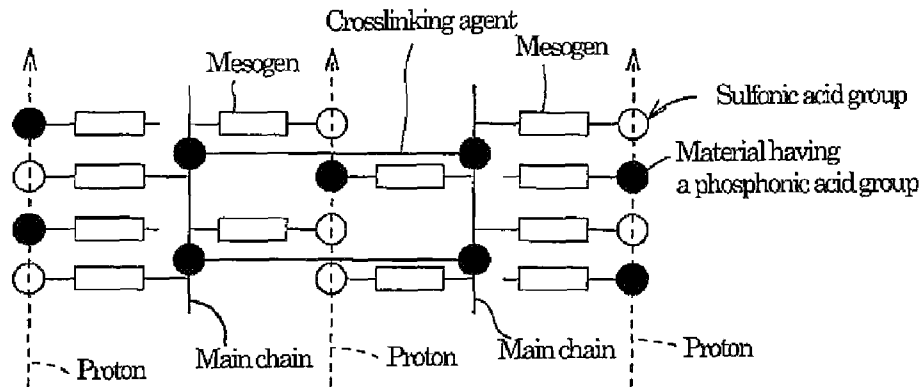 Crosslinking agent
Mesogen
Mesogen
Sulfonic acid group
Material having
a phosphonic acid group
Main chain
Proton
Main chain
Proton
Proton